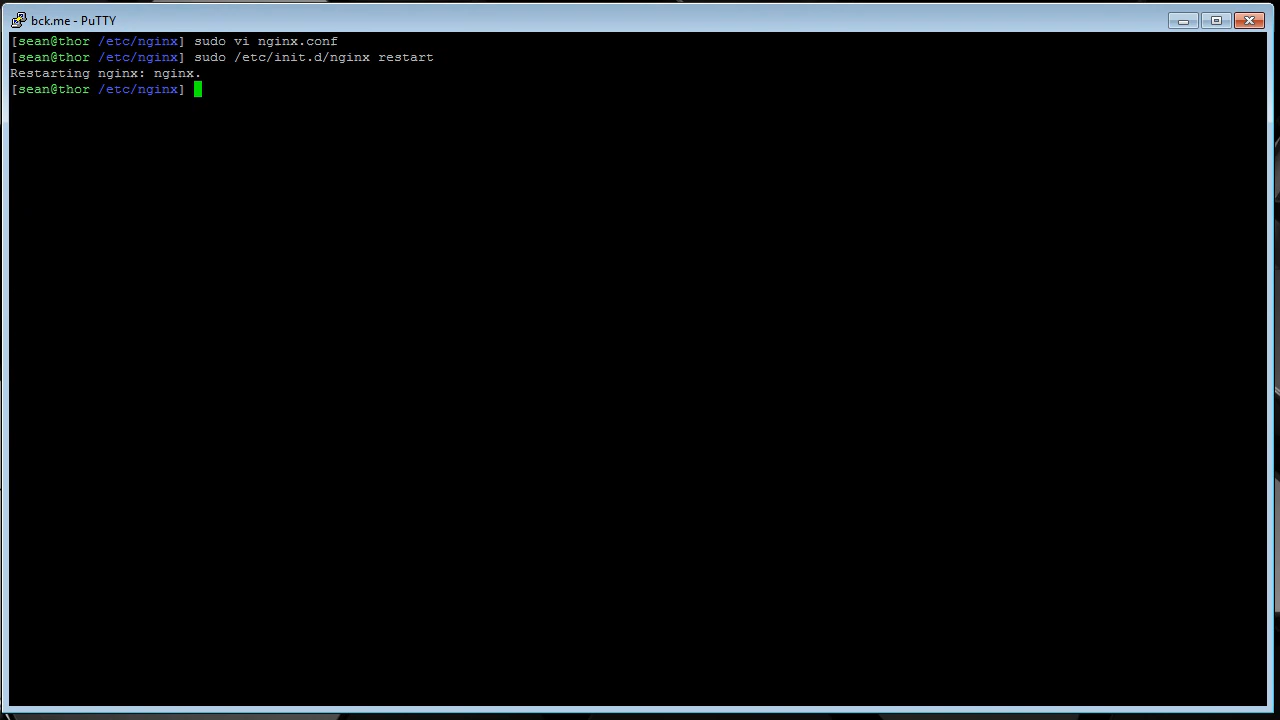 bck.me - PuTTY
[sean@thor /etc/nginx] sudo vi nginx.conf
[sean@thor /etc/nginx] sudo /etc/init.d/nginx restart
Restarting nginx: nginx.
[sean@thor /etc/nginx]